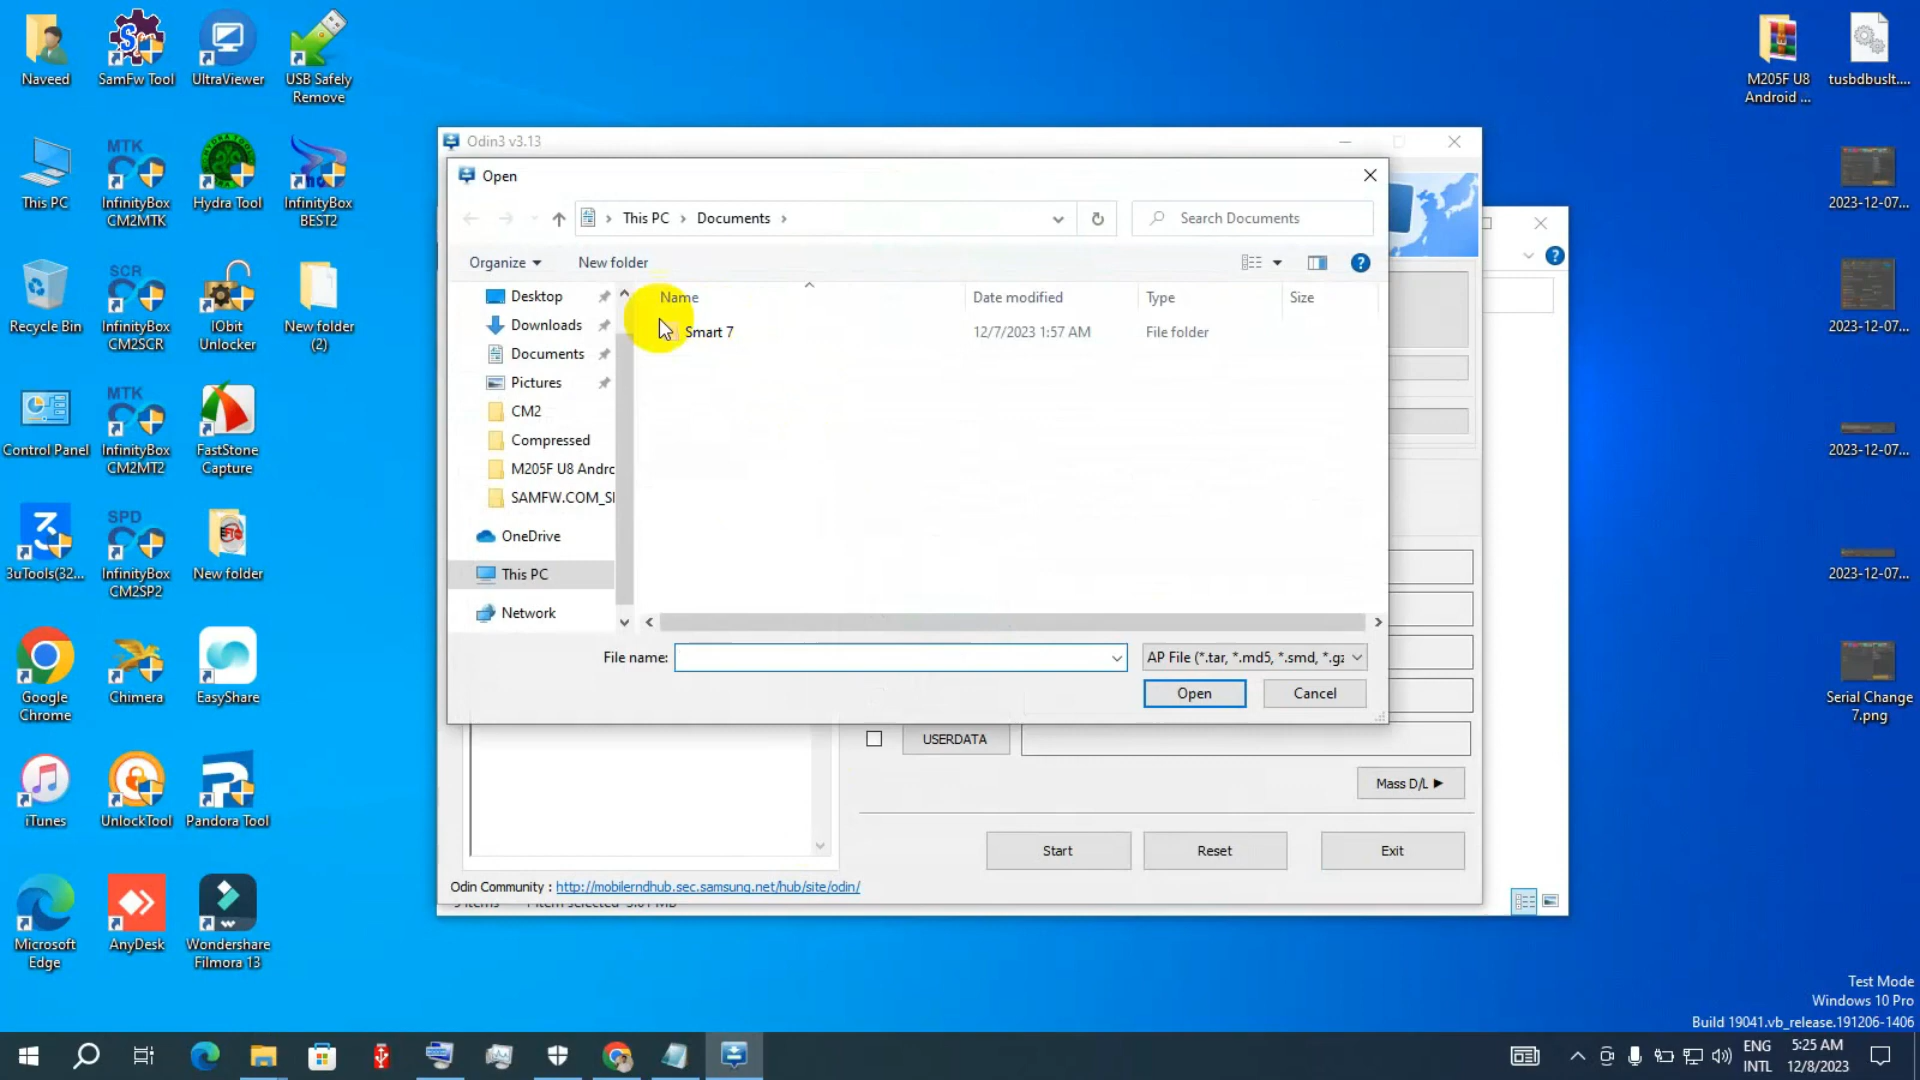 Naveed
SamFw Tool
UltraViewer
USB Safely
Remove
M205F U8
Android ...
tusbdbuslt....
This PC
MTK
InfinityBox
CM2MTK
Hydra Tool
InfinityBox
BEST2
2023-12-07...
Recycle Bin
SCR
InfinityBox
CM2SCR
IObit
Unlocker
New folder
(2)
2023-12-07...
Control Panel
MTK
InfinityBox
CM2MT2
FastStone
Capture
2023-12-07...
3uTools(32...
SPD
InfinityBox
CM2SP2
New folder
2023-12-07...
Google
Chrome
Chimera
EasyShare
Serial Change
7.png
iTunes
UnlockTool
Pandora Tool
Microsoft
Edge
AnyDesk
Wondershare
Filmora 13
Odin3 v3.13
Open
This PC
Documents
Search Documents
Organize
New folder
Name
Date modified
Type
Size
Smart 7
12/7/2023 1:57 AM
File folder
Desktop
Downloads
Documents
Pictures
CM2
Compressed
M205F U8 Andrc
SAMFW.COM_SI
OneDrive
This PC
Network
File name:
AP File (*.tar, *.md5, *.smd, *.gz
Open
Cancel
USERDATA
Mass D/L
Start
Reset
Exit
Odin Community : http://mobilerndhub.sec.samsung.net/hub/site/odin/
Test Mode
Windows 10 Pro
Build 19041.vb_release.191206-1406
ENG
INTL
5:25 AM
12/8/2023